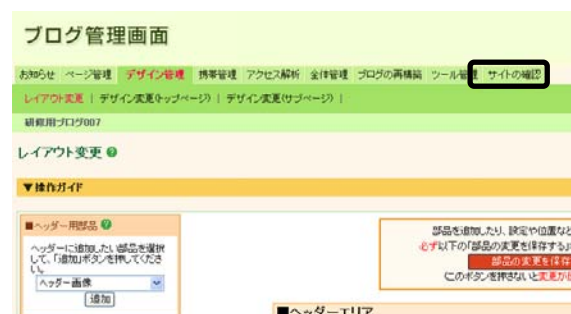 ブログ管理画面
お知らせ ページ管理 デザイン管理 携帯管理 アクセス解析 全体管理 ブログの再構築 ツール管理 サイトの確認
レイアウト変更 | デザイン変更(トップページ) | デザイン変更(サブページ) |
研修用ブログ007
レイアウト変更 ?
▼操作ガイド
■ヘッダー用部品 ?
ヘッダーに追加したい部品を選択
して、「追加」ボタンを押してくださ
い。
ヘッダー画像
追加
部品を追加したり、設定や位置など
必ず以下の「部品の変更を保存する」
部品の変更を保存
このボタンを押さないと変更が
■ヘッダーエリア